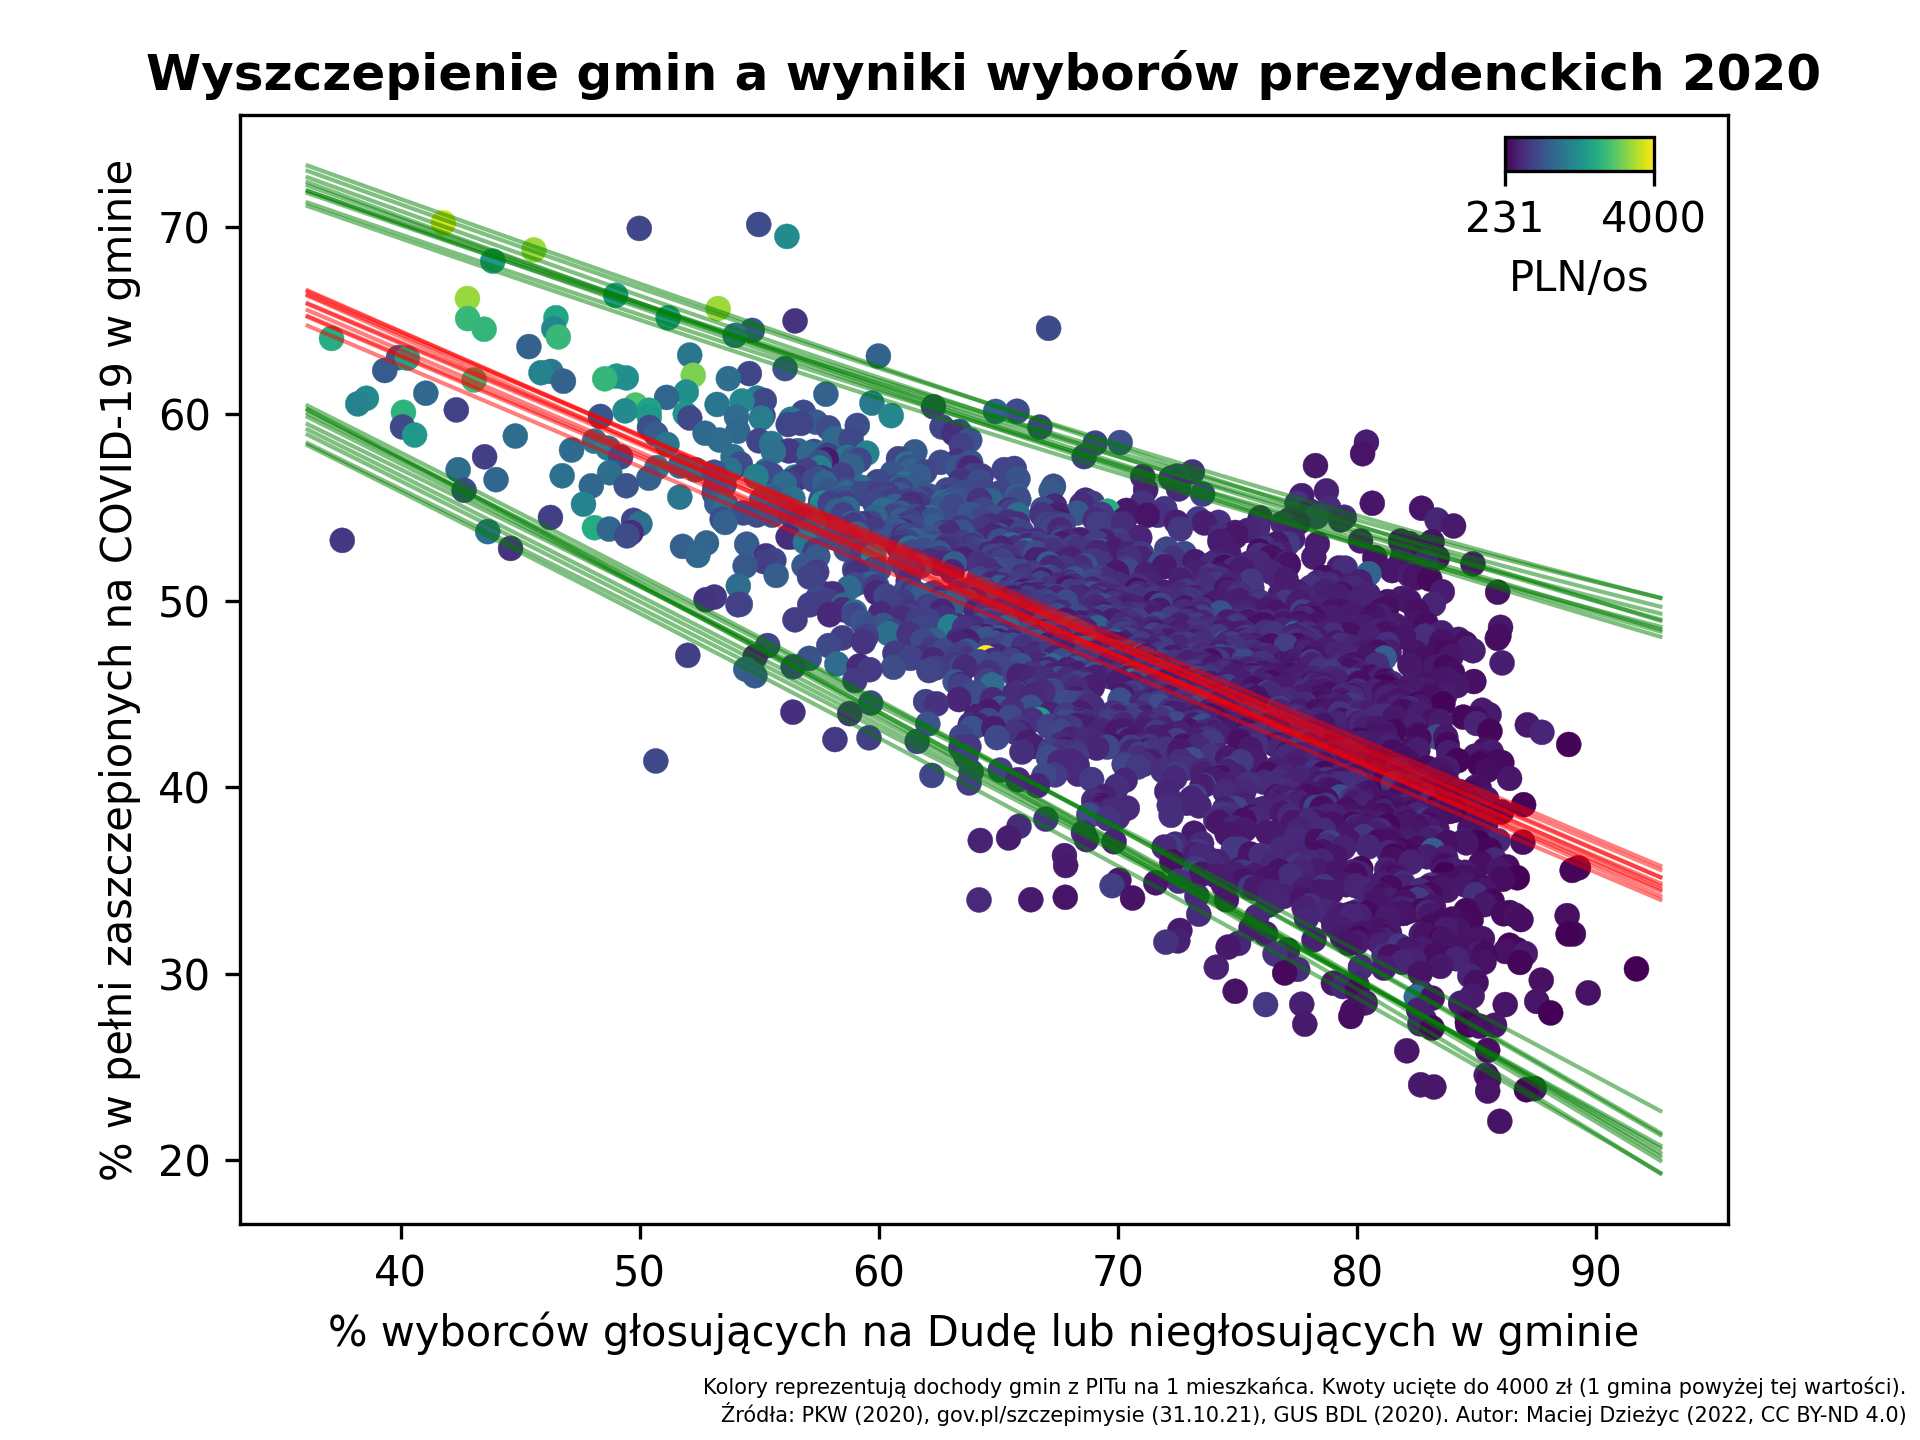 Wyszczepienie gmin a wyniki wyborów prezydenckich 2020
% w pełni zaszczepionych na COVID-19 w gminie
70
60
50
40
30
20
231 4000
PLN/os
40 50 60 70 80 90
% wyborców głosujących na Dudę lub niegłosujących w gminie
Kolory reprezentują dochody gmin z PITu na 1 mieszkańca. Kwoty ucięte do 4000 zł (1 gmina powyżej tej wartości).
Źródła: PKW (2020), gov.pl/szczepimysie (31.10.21), GUS BDL (2020). Autor: Maciej Dzieżyc (2022, CC BY-ND 4.0)